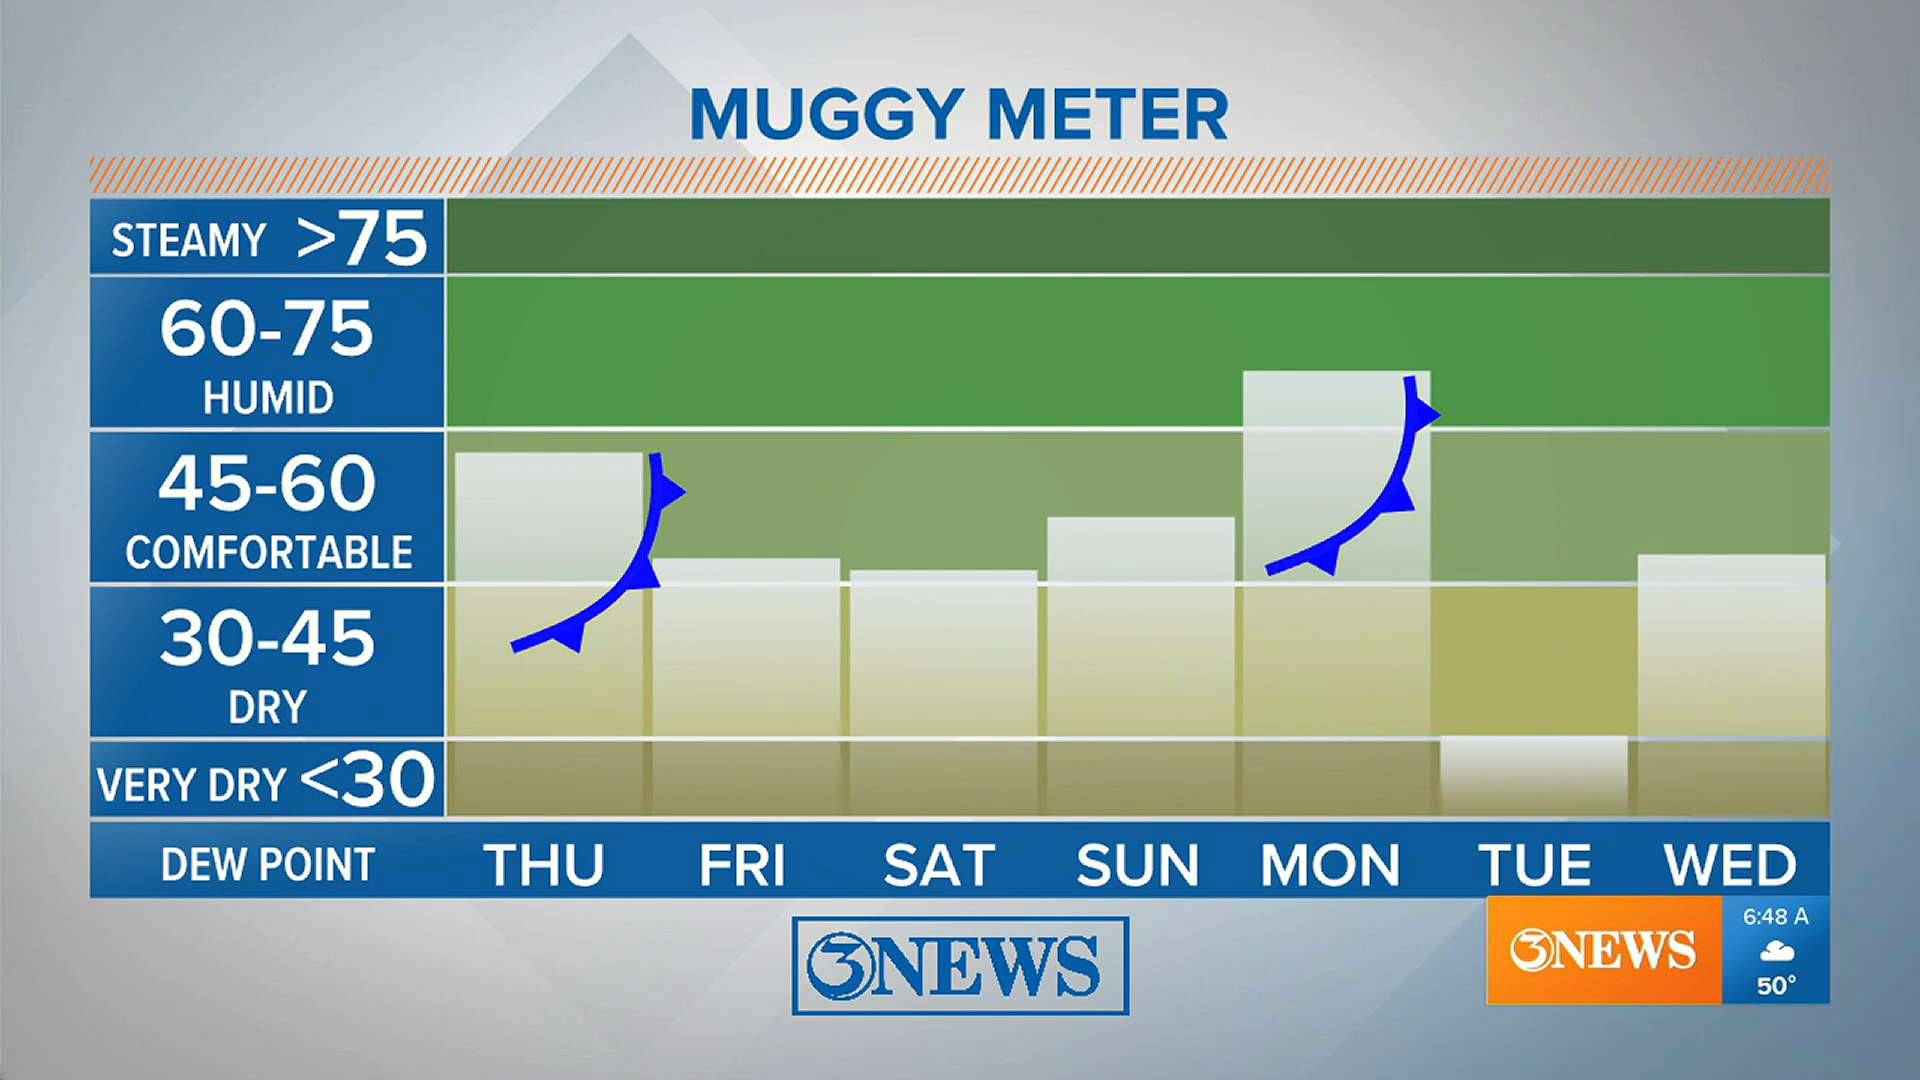 MUGGY METER
STEAMY >75
60-75
HUMID
45-60
COMFORTABLE
30-45
DRY
VERY DRY <30
DEW POINT THU FRI SAT SUN MON TUE WED
3NEWS
3NEWS
6:48 A
50°